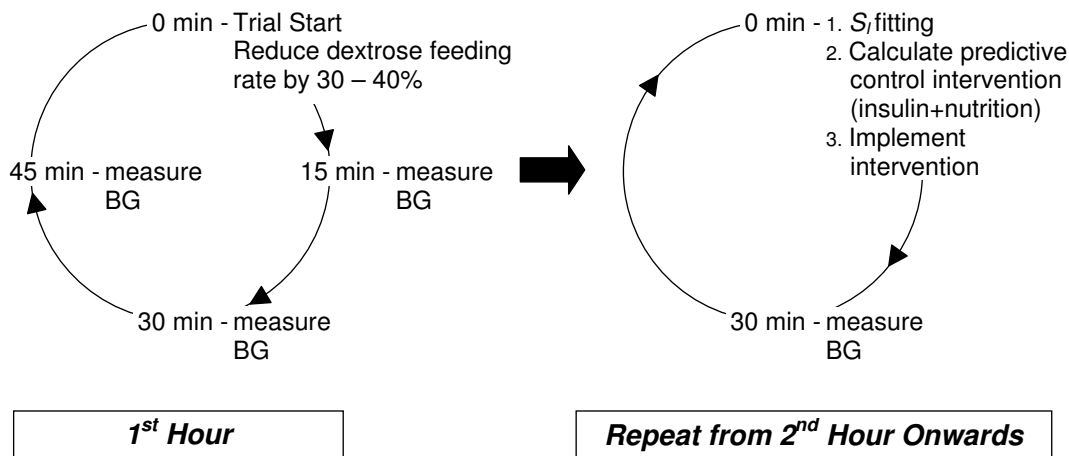 0 min - Trial Start
Reduce dextrose feeding
rate by 30 – 40%
15 min - measure
BG
30 min - measure
BG
45 min - measure
BG
1st Hour
0 min - 1. SI fitting
2. Calculate predictive
control intervention
(insulin+nutrition)
3. Implement
intervention
30 min - measure
BG
Repeat from 2nd Hour Onwards